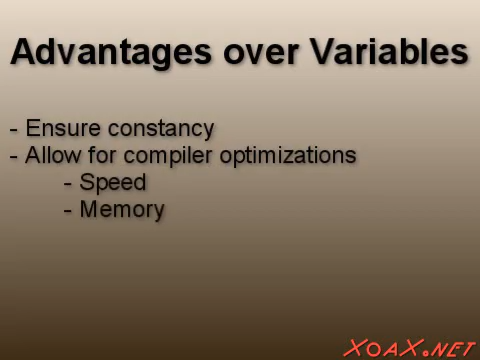 Advantages over Variables
- Ensure constancy
- Allow for compiler optimizations
- Speed
- Memory
XOAX.NET